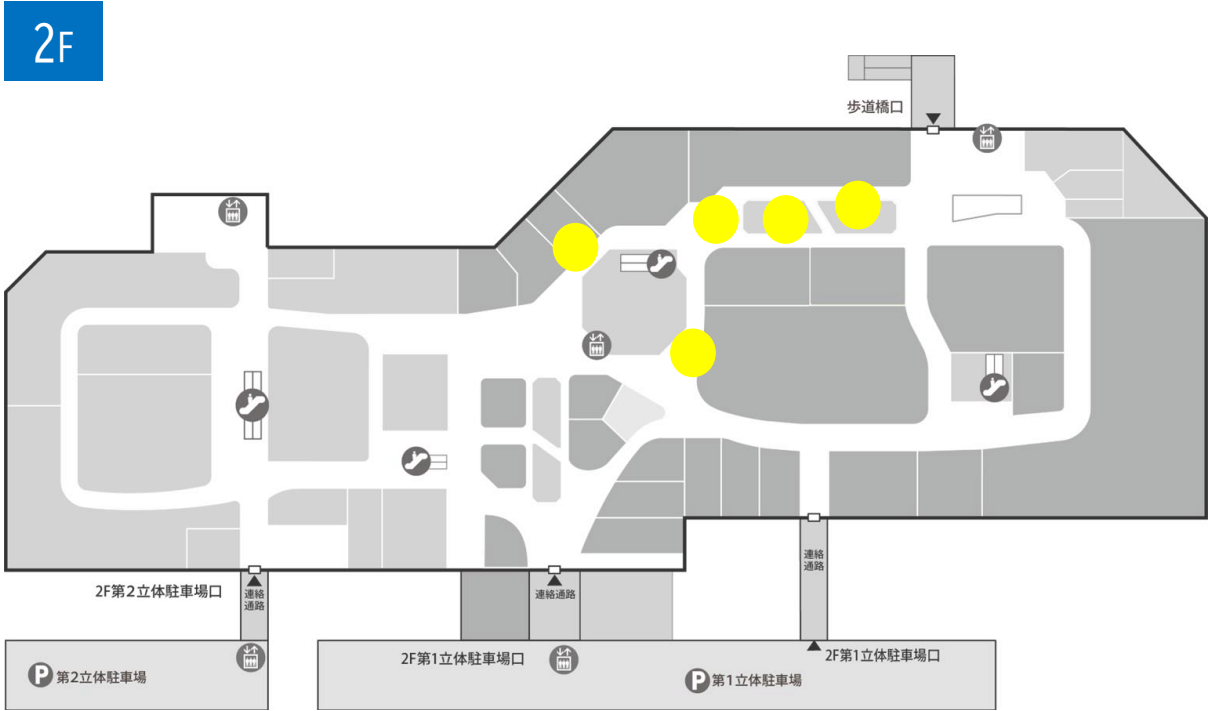 2F
歩道橋口
2F第2立体駐車場口
連絡
通路
連絡通路
連絡
通路
2F第1立体駐車場口
2F第1立体駐車場口
P 第2立体駐車場
P 第1立体駐車場